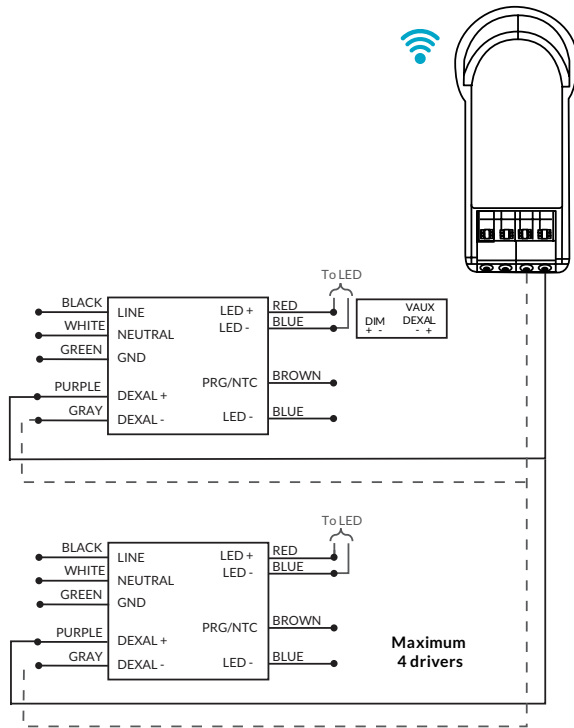 To LED
BLACK
LINE
LED +
RED
WHITE
NEUTRAL
LED -
BLUE
GREEN
GND
PURPLE
DEXAL +
PRG/NTC
BROWN
GRAY
DEXAL -
LED -
BLUE
VAUX
DIM DEXAL
+ - - +
To LED
BLACK
LINE
LED +
RED
WHITE
NEUTRAL
LED -
BLUE
GREEN
GND
PURPLE
DEXAL +
PRG/NTC
BROWN
GRAY
DEXAL -
LED -
BLUE
Maximum
4 drivers